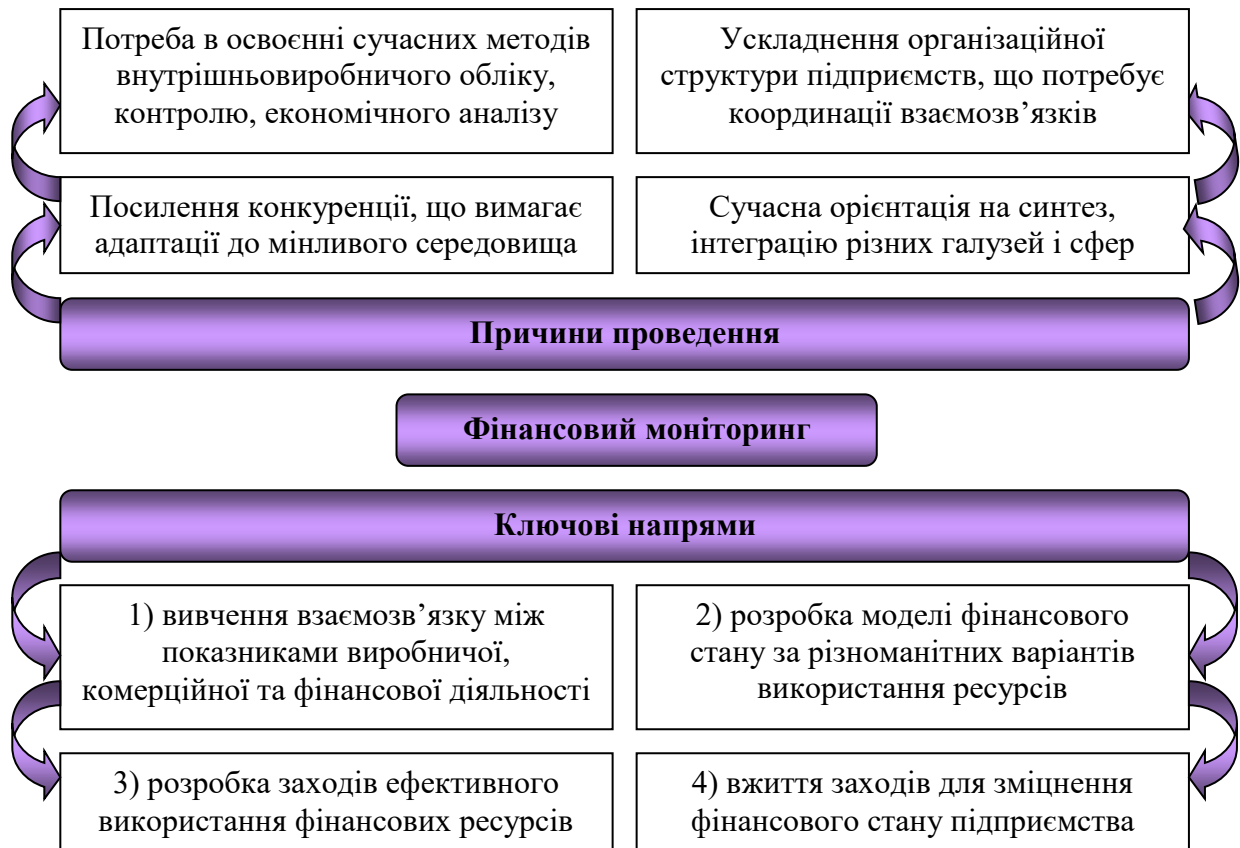 Потреба в освоєнні сучасних методів
внутрішньовиробничого обліку,
контролю, економічного аналізу
Ускладнення організаційної
структури підприємств, що потребує
координації взаємозв’язків
Посилення конкуренції, що вимагає
адаптації до мінливого середовища
Сучасна орієнтація на синтез,
інтеграцію різних галузей і сфер
Причини проведення
Фінансовий моніторинг
Ключові напрями
1) вивчення взаємозв’язку між
показниками виробничої,
комерційної та фінансової діяльності
2) розробка моделі фінансового
стану за різноманітних варіантів
використання ресурсів
3) розробка заходів ефективного
використання фінансових ресурсів
4) вжиття заходів для зміцнення
фінансового стану підприємства